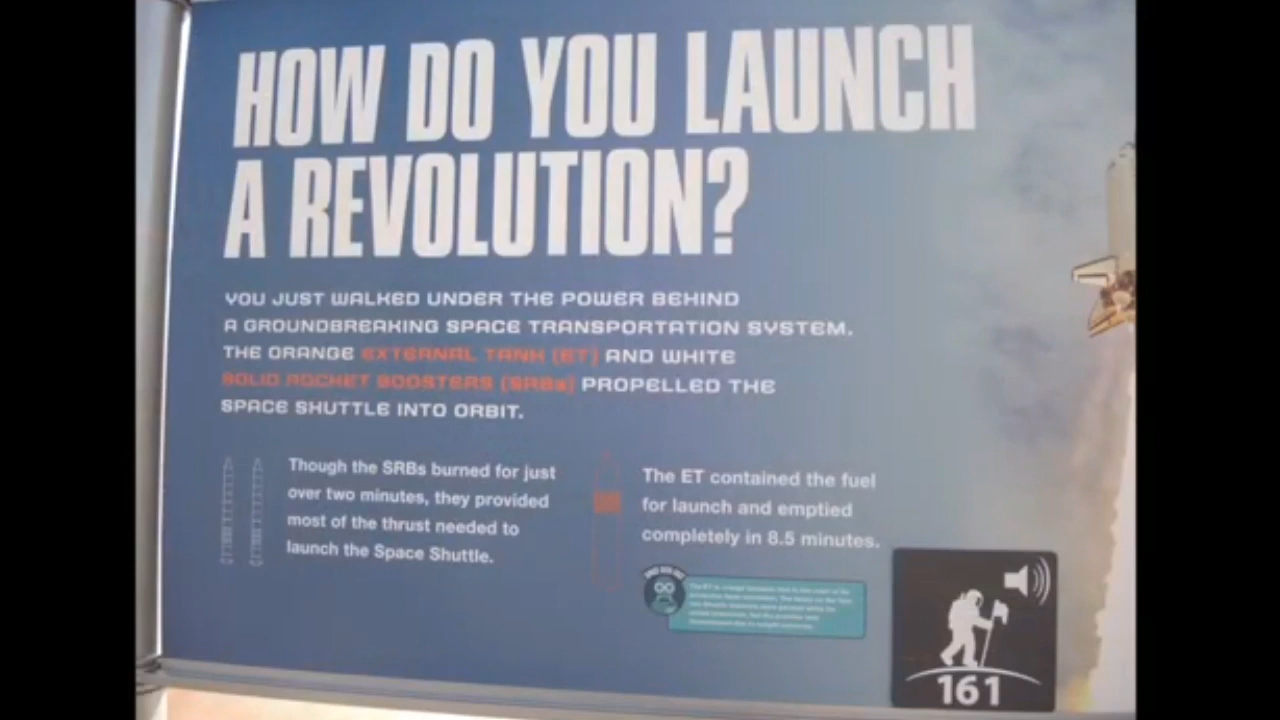 HOW DO YOU LAUNCH
A REVOLUTION?
YOU JUST WALKED UNDER THE POWER BEHIND
A GROUNDBREAKING SPACE TRANSPORTATION SYSTEM.
THE ORANGE EXTERNAL TANK (ET) AND WHITE
SOLID ROCKET BOOSTERS (SRBs) PROPELLED THE
SPACE SHUTTLE INTO ORBIT.
Though the SRBs burned for just
over two minutes, they provided
most of the thrust needed to
launch the Space Shuttle.
The ET contained the fuel
for launch and emptied
completely in 8.5 minutes.
161